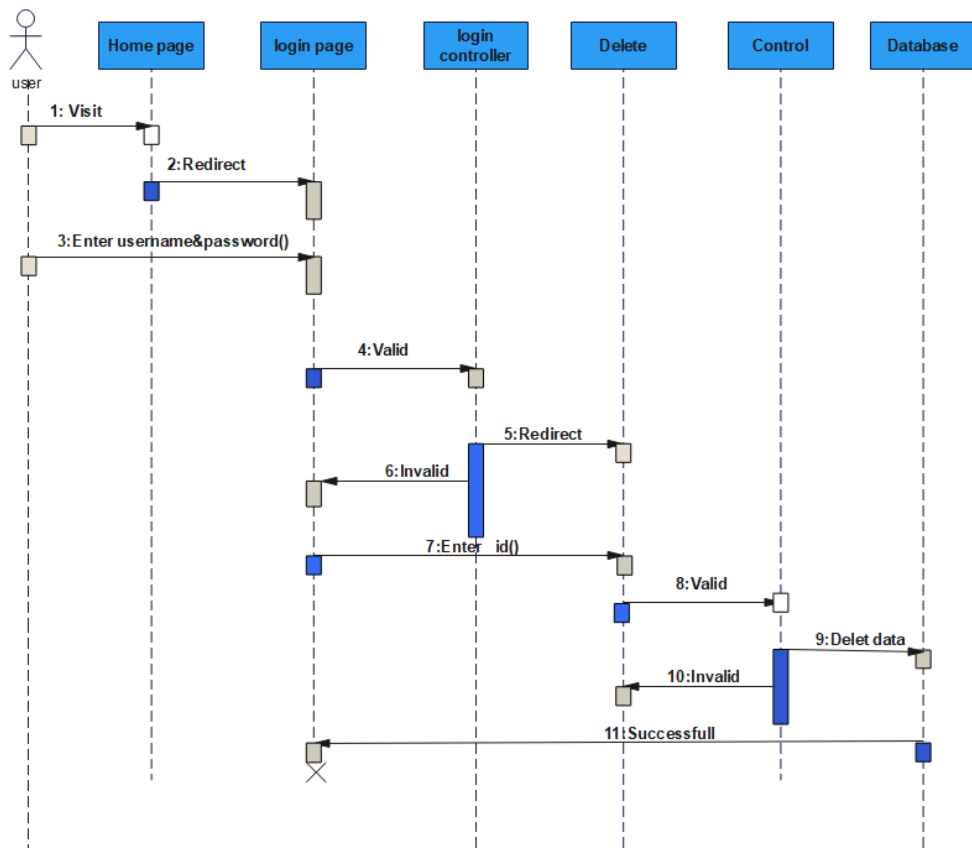 Home page
login page
login
controller
Delete
Control
Database
user
1: Visit
2:Redirect
3:Enter username&password()
4:Valid
5:Redirect
6:Invalid
7:Enter id()
8:Valid
9:Delet data
10:Invalid
11:Successfull